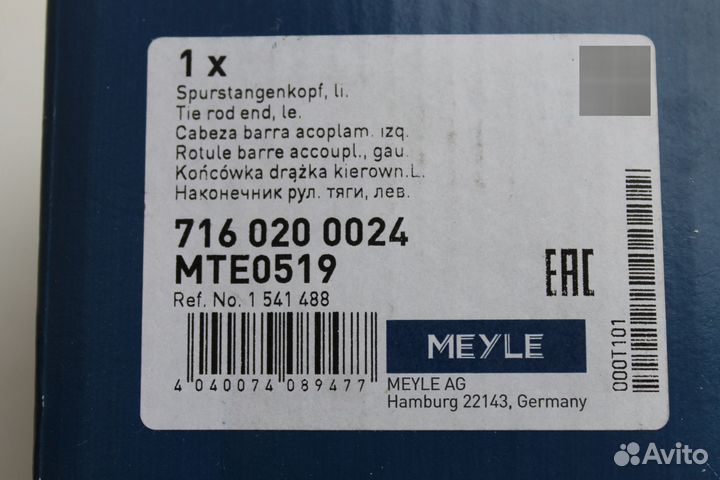 1 x
Spurstangenkopf, li.
Tie rod end, le.
Cabeza barra acoplam. izq.
Rotule barre accoupl., gau.
Końcówka drążka kierown.L.
Наконечник рул. тяги, лев.
716 020 0024
MTE0519
EAC
Ref. No. 1 541 488
4 040074 089477
MEYLE
MEYLE AG
Hamburg 22143, Germany
000T101
Avito